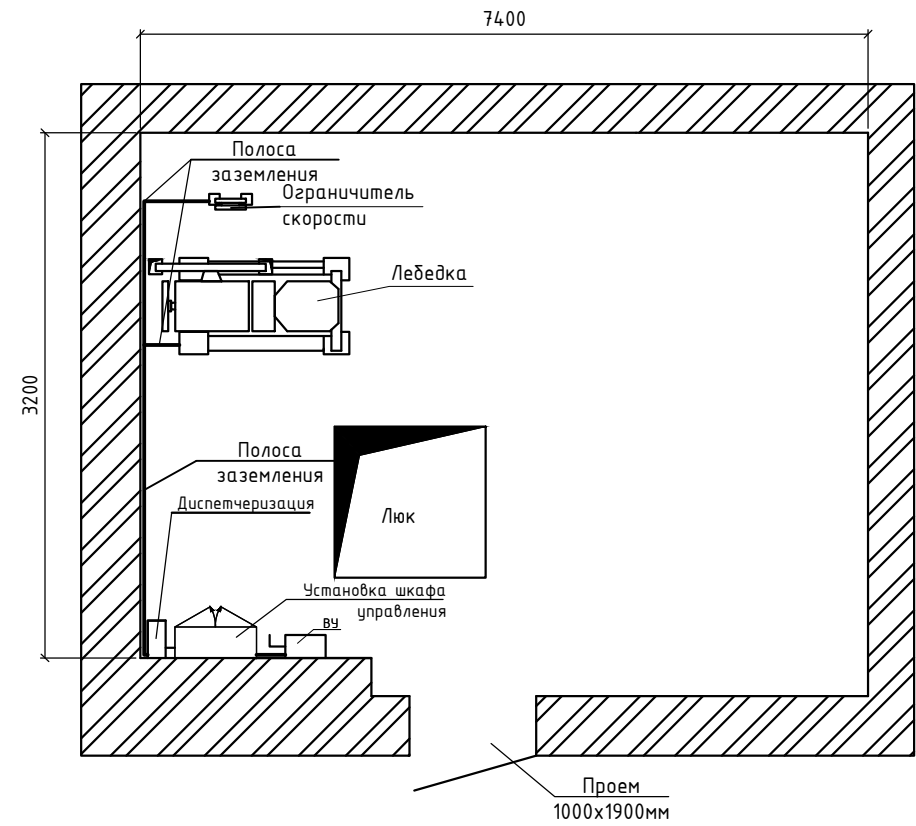 7400
Полоса
заземления
Ограничитель
скорости
Лебедка
3200
Полоса
заземления
Диспетчеризация
Люк
Установка шкафа
управления
ВУ
Проем
1000х1900мм